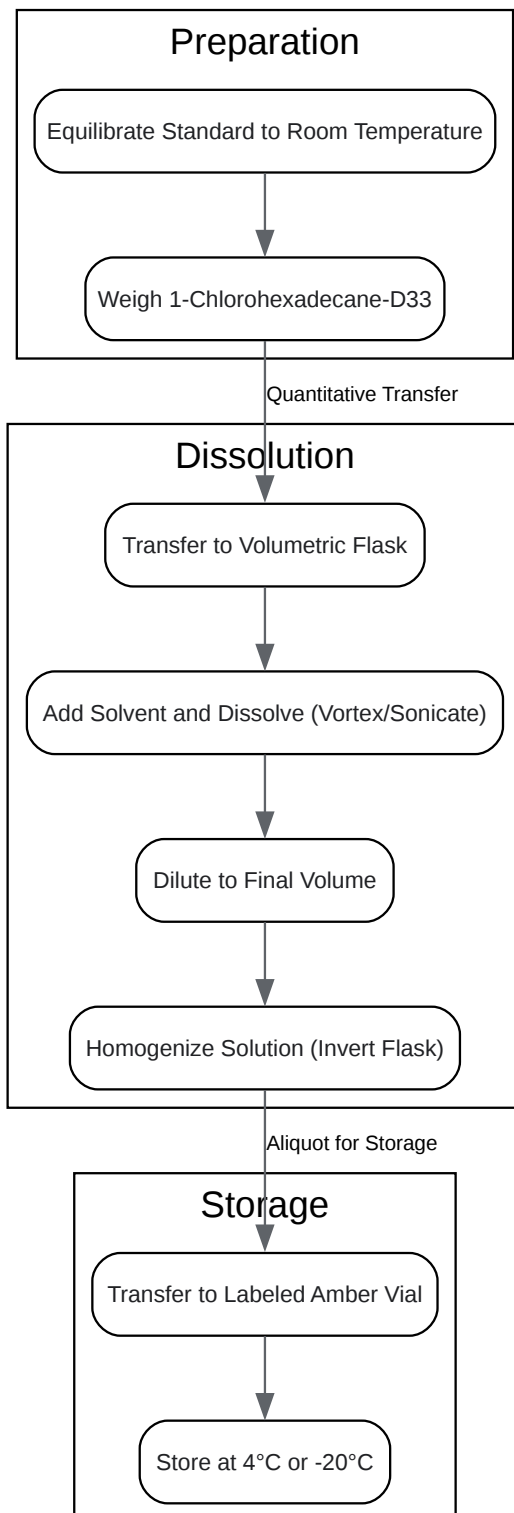 Preparation
Equilibrate Standard to Room Temperature
Weigh 1-Chlorohexadecane-D33
Quantitative Transfer
Dissolution
Transfer to Volumetric Flask
Add Solvent and Dissolve (Vortex/Sonicate)
Dilute to Final Volume
Homogenize Solution (Invert Flask)
Aliquot for Storage
Storage
Transfer to Labeled Amber Vial
Store at 4°C or -20°C